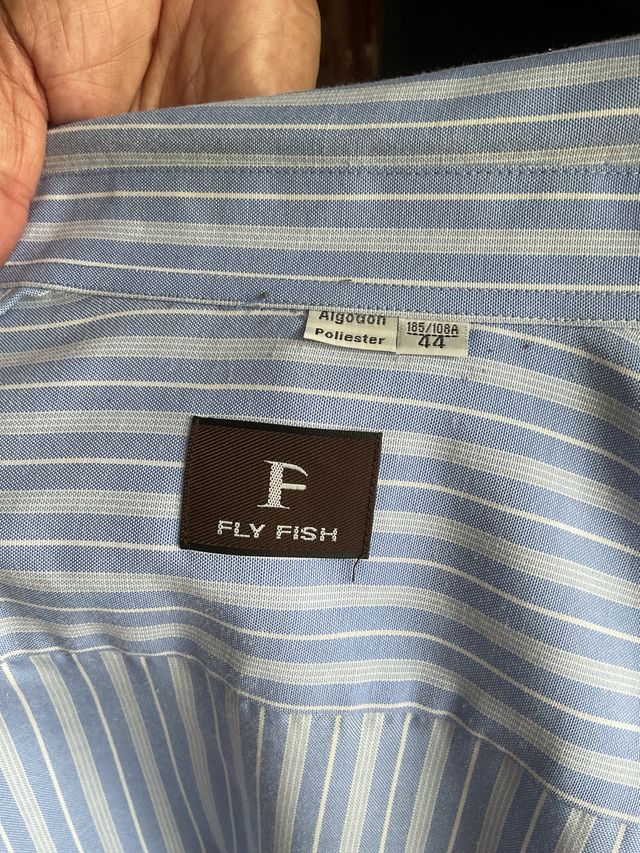 Algodon
Poliester
185/108A
44
F
FLY FISH